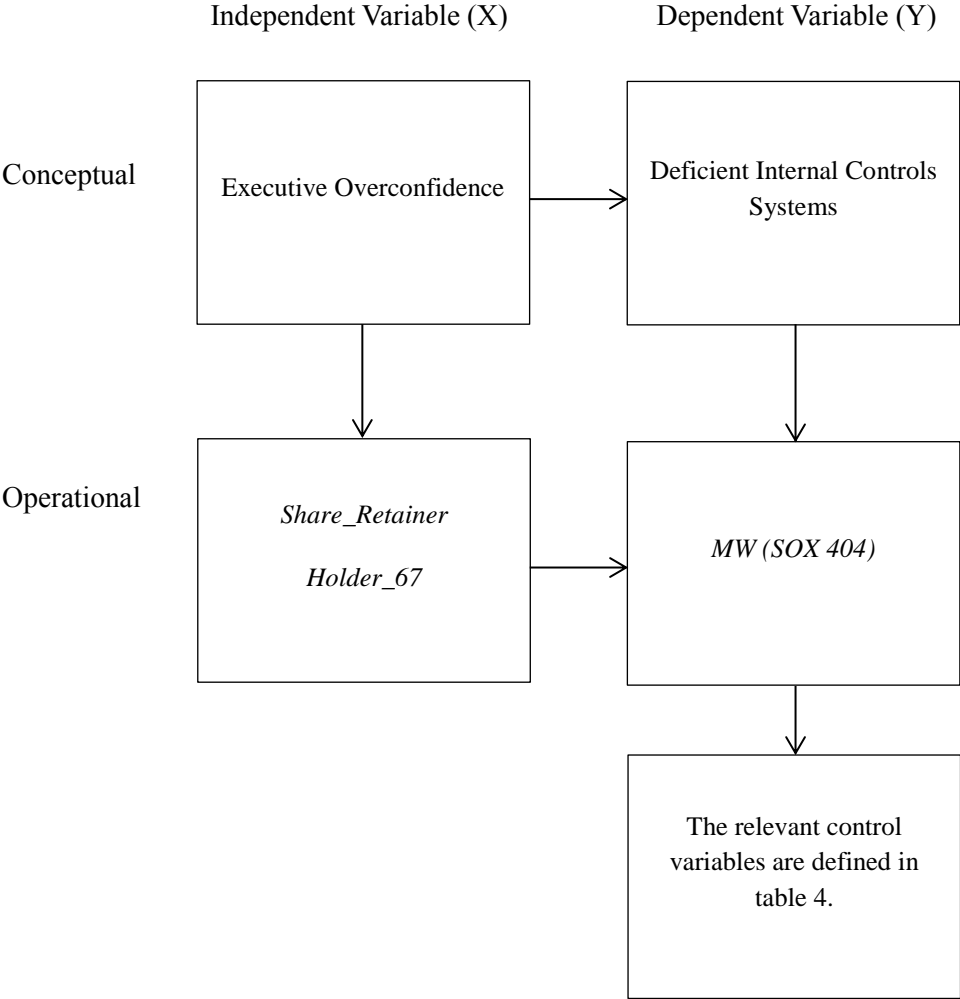 Independent Variable (X)
Dependent Variable (Y)
Conceptual
Executive Overconfidence
Deficient Internal Controls
Systems
Operational
Share_Retainer
Holder_67
MW (SOX 404)
The relevant control
variables are defined in
table 4.